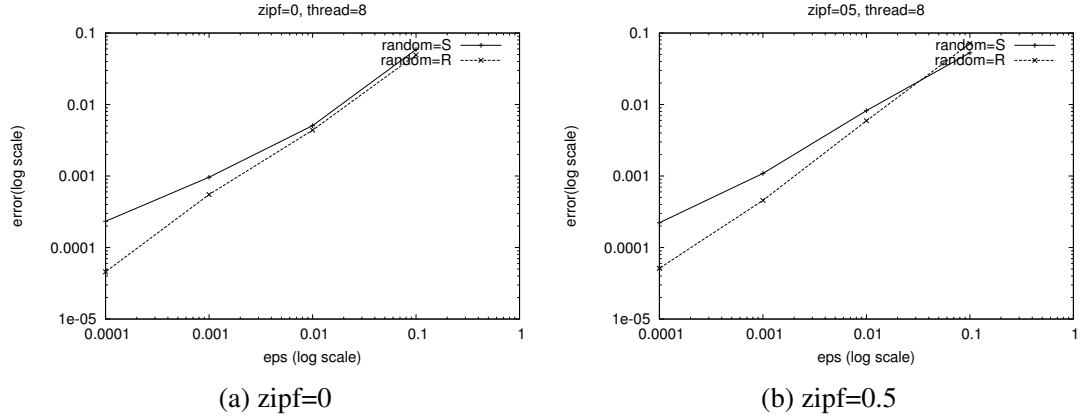 zipf=0, thread=8
0.1
0.01
0.001
0.0001
1e-05
error(log scale)
random=S
random=R
0.0001 0.001 0.01 0.1 1
eps (log scale)
(a) zipf=0
zipf=05, thread=8
0.1
0.01
0.001
0.0001
1e-05
error(log scale)
random=S
random=R
0.0001 0.001 0.01 0.1 1
eps (log scale)
(b) zipf=0.5